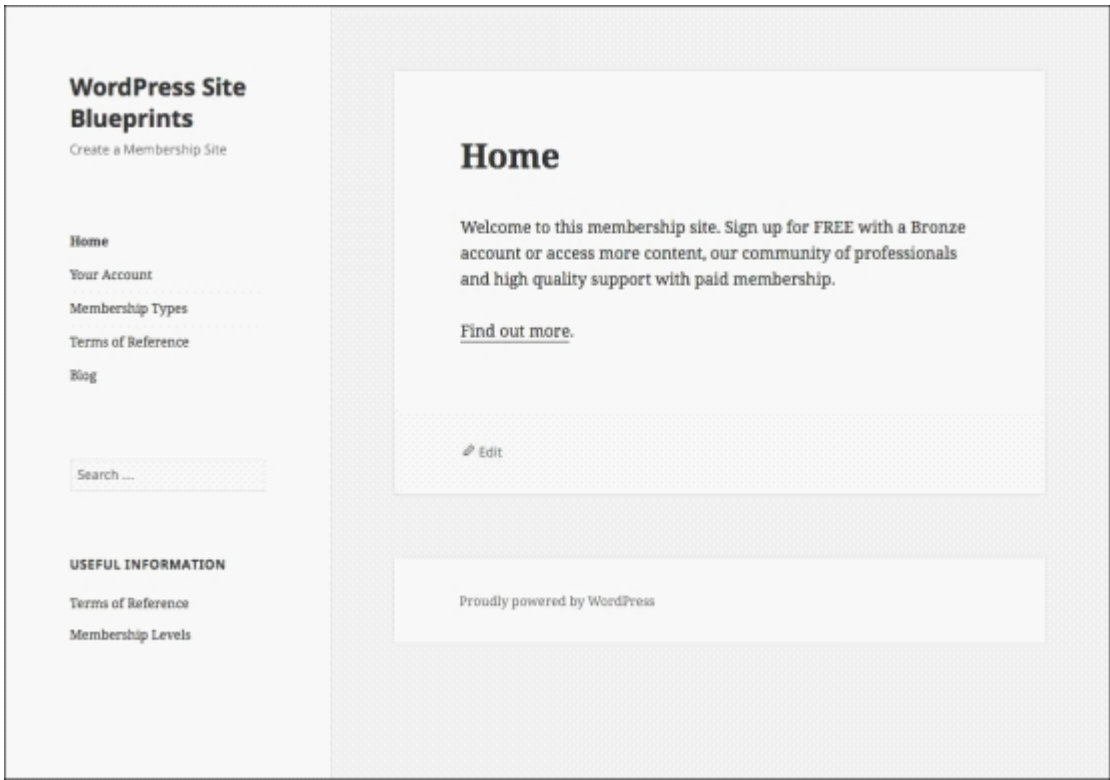 WordPress Site
Blueprints
Create a Membership Site
Home
Your Account
Membership Types
Terms of Reference
Blog
Search ...
USEFUL INFORMATION
Terms of Reference
Membership Levels
Home
Welcome to this membership site. Sign up for FREE with a Bronze
account or access more content, our community of professionals
and high quality support with paid membership.
Find out more.
Edit
Proudly powered by WordPress